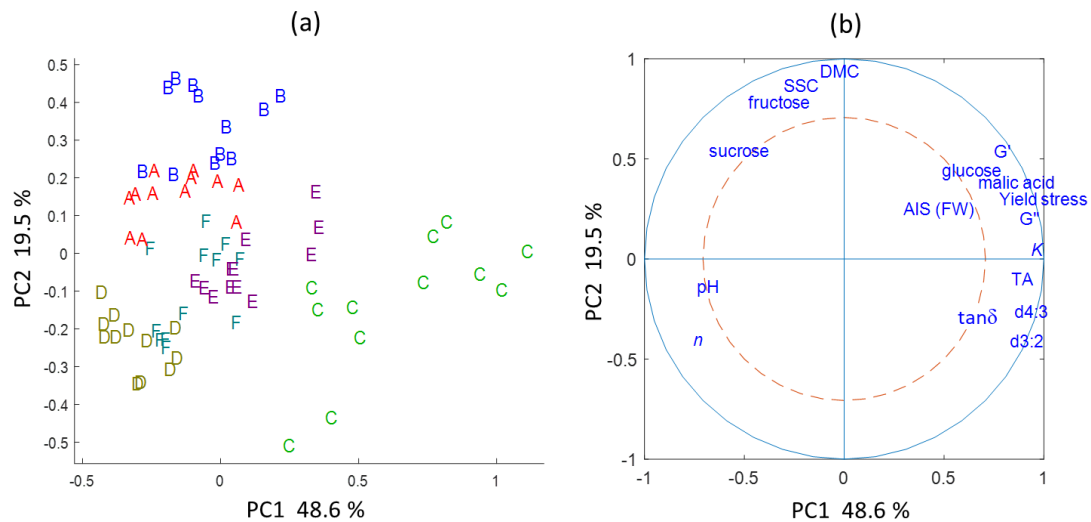 (a)
0.5
0.4
0.3
0.2
0.1
0
-0.1
-0.2
-0.3
-0.4
-0.5
PC2 19.5 %
B B B B B B B
B
B B B B B
A A A A A A A A A A
A
A A
F F F F F F F
F F F F F F
E E E E
E E E E E E E E E
D D D D D D D D D D D D D
C C C C C C C
C C C C
C C
-0.5
0
0.5
1
PC1 48.6 %
(b)
1
0.5
0
-0.5
-1
PC2 19.5 %
DMC
SSC
fructose
sucrose
G'
glucose
malic acid
Yield stress
AIS (FW)
G"
K
TA
pH
d4:3
tanδ
n
d3:2
-1
-0.5
0
0.5
1
PC1 48.6 %